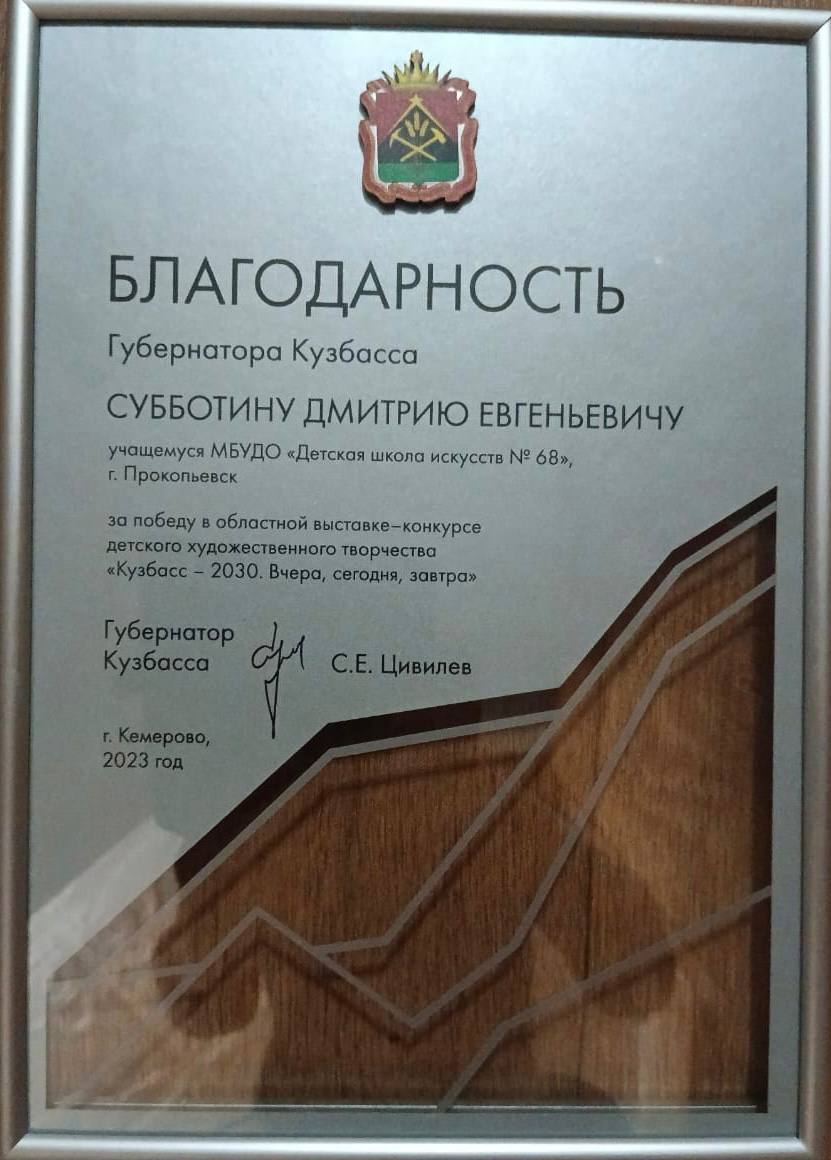 БЛАГОДАРНОСТЬ
Губернатора Кузбасса
СУББОТИНУ ДМИТРИЮ ЕВГЕНЬЕВИЧУ
учащемуся МБУДО «Детская школа искусств № 68»,
г. Прокопьевск
за победу в областной выставке–конкурсе
детского художественного творчества
«Кузбасс – 2030. Вчера, сегодня, завтра»
Губернатор
Кузбасса С.Е. Цивилев
г. Кемерово,
2023 год